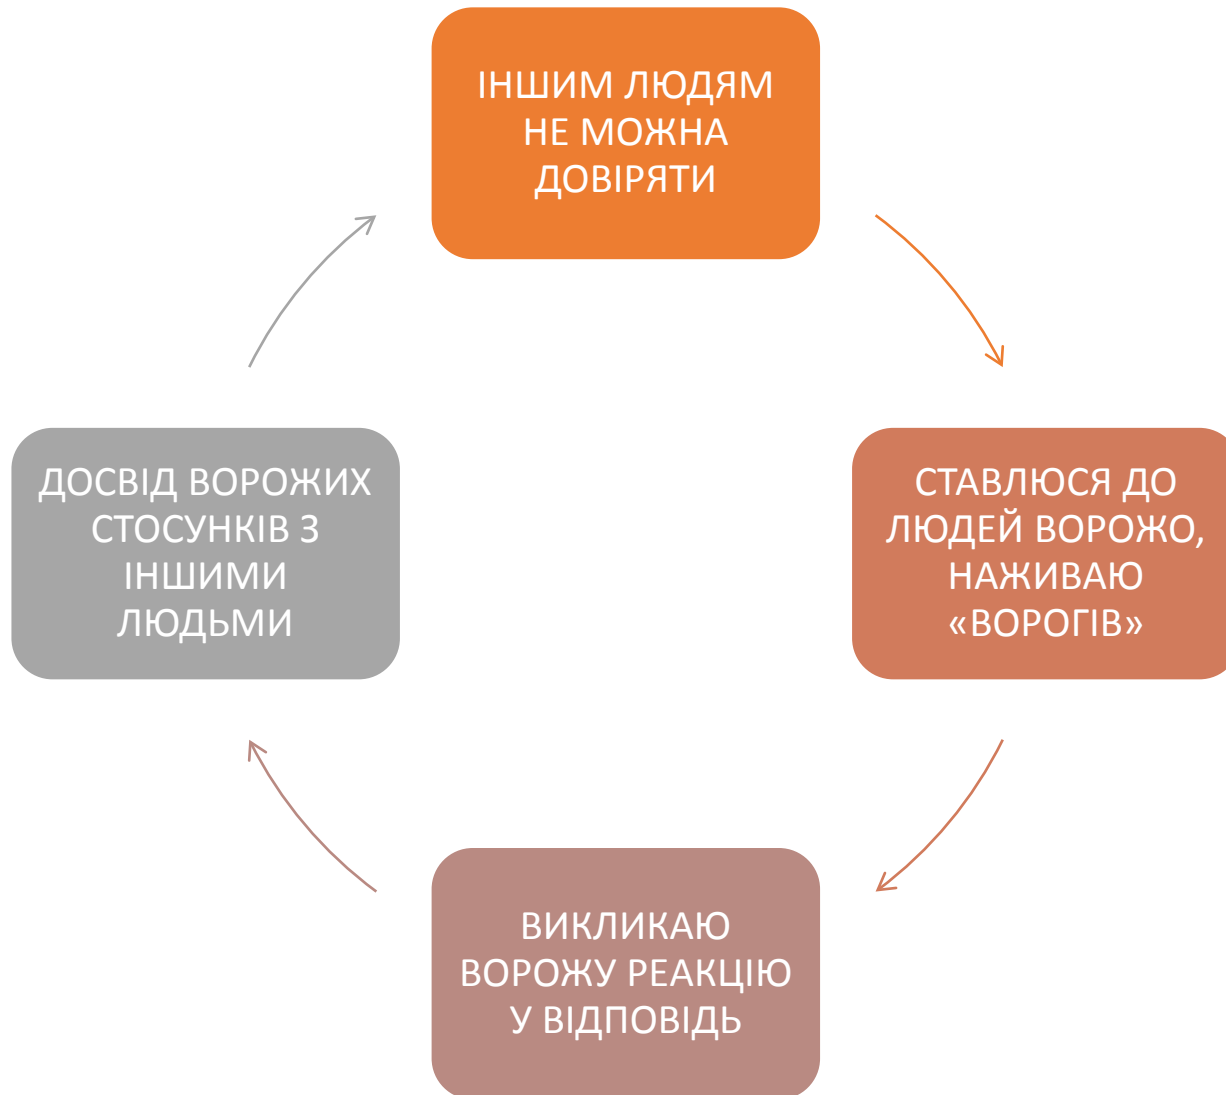 ІНШИМ ЛЮДЯМ
НЕ МОЖНА
ДОВІРЯТИ
СТАВЛЮСЯ ДО
ЛЮДЕЙ ВОРОЖО,
НАЖИВАЮ
«ВОРОГІВ»
ВИКЛИКАЮ
ВОРОЖУ РЕАКЦІЮ
У ВІДПОВІДЬ
ДОСВІД ВОРОЖИХ
СТОСУНКІВ З
ІНШИМИ
ЛЮДЬМИ